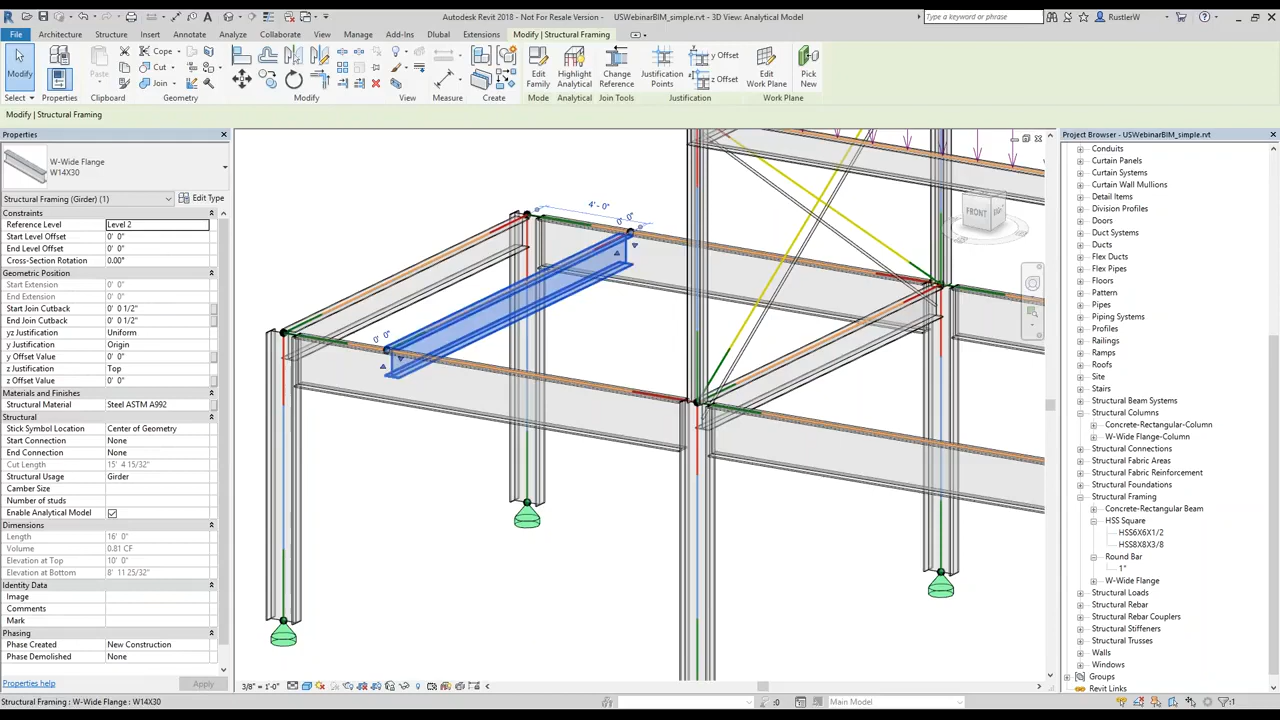 Autodesk Revit 2018 - Not For Resale Version - USWebinarBIM_simple.rvt - 3D View: Analytical Model
Type a keyword or phrase
RustlerW
File Architecture Structure Insert Annotate Analyze Collaborate View Manage Add-Ins Dlubal Extensions Modify | Structural Framing
Modify
Properties
Paste
Cope
Cut
Join
Edit Family
Highlight Analytical
Change Reference
Justification Points
y Offset
z Offset
Edit Work Plane
Pick New
Select Properties Clipboard Geometry Modify View Measure Create Mode Analytical Join Tools Justification Work Plane
Modify | Structural Framing
Properties
W-Wide Flange
W14X30
Structural Framing (Girder) (1) Edit Type
Constraints
Reference Level Level 2
Start Level Offset 0' 0"
End Level Offset 0' 0"
Cross-Section Rotation 0.00°
Geometric Position
Start Extension 0' 0"
End Extension 0' 0"
Start Join Cutback 0' 0 1/2"
End Join Cutback 0' 0 1/2"
yz Justification Uniform
y Justification Origin
y Offset Value 0' 0"
z Justification Top
z Offset Value 0' 0"
Materials and Finishes
Structural Material Steel ASTM A992
Structural
Stick Symbol Location Center of Geometry
Start Connection None
End Connection None
Cut Length 15' 4 15/32"
Structural Usage Girder
Camber Size
Number of studs
Enable Analytical Model
Dimensions
Length 16' 0"
Volume 0.81 CF
Elevation at Top 10' 0"
Elevation at Bottom 8' 11 25/32"
Identity Data
Image
Comments
Mark
Phasing
Phase Created New Construction
Phase Demolished None
Properties help Apply
4' - 0"
0' 0"
0' 0"
FRONT
3/8" = 1'-0"
Project Browser - USWebinarBIM_simple.rvt
Conduits
Curtain Panels
Curtain Systems
Curtain Wall Mullions
Detail Items
Division Profiles
Doors
Duct Systems
Ducts
Flex Ducts
Flex Pipes
Floors
Parking
Pattern
Pipes
Piping Systems
Profiles
Railings
Ramps
Roofs
Site
Stairs
Structural Beam Systems
Structural Columns
Concrete-Rectangular-Column
W-Wide Flange-Column
Structural Connections
Structural Fabric Areas
Structural Fabric Reinforcement
Structural Foundations
Structural Framing
Concrete-Rectangular Beam
HSS Square
HSS6X6X1/2
HSS8X8X3/8
Round Bar
1"
W-Wide Flange
Structural Loads
Structural Rebar
Structural Rebar Couplers
Structural Stiffeners
Structural Trusses
Walls
Windows
Groups
Revit Links
Structural Framing : W-Wide Flange : W14X30
:0
Main Model
:1